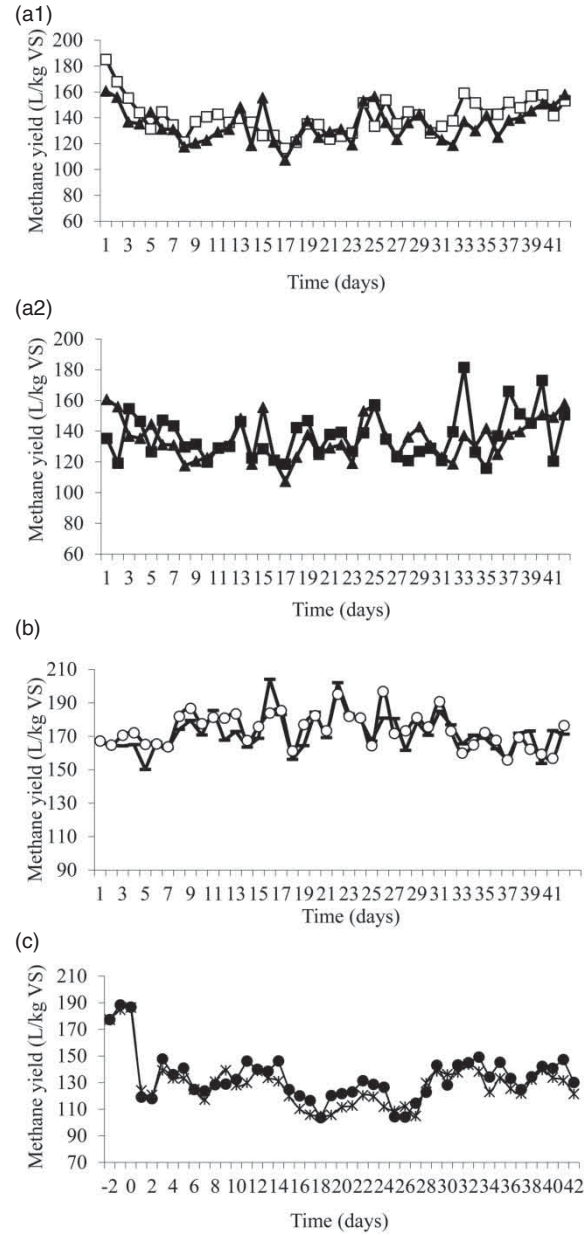 (a1)
Methane yield (L/kg VS)
200
180
160
140
120
100
80
60
1 3 5 7 9 11 13 15 17 19 21 23 25 27 29 31 33 35 37 39 41
Time (days)
(a2)
Methane yield (L/kg VS)
200
180
160
140
120
100
80
60
1 3 5 7 9 11 13 15 17 19 21 23 25 27 29 31 33 35 37 39 41
Time (days)
(b)
Methane yield (L/kg VS)
210
190
170
150
130
110
90
1 3 5 7 9 11 13 15 17 19 21 23 25 27 29 31 33 35 37 39 41
Time (days)
(c)
Methane yield (L/kg VS)
210
190
170
150
130
110
90
70
-2 0 2 4 6 8 10 12 14 16 18 20 22 24 26 28 30 32 34 36 38 40 42
Time (days)